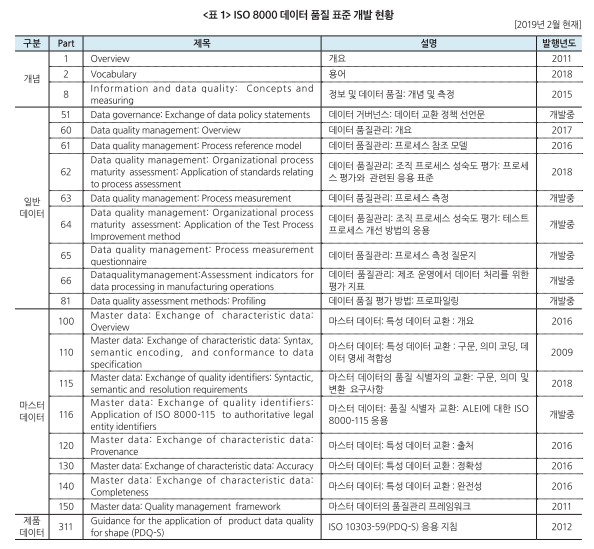 <표 1> ISO 8000 데이터 품질 표준 개발 현황
[2019년 2월 현재]
구분 Part 제목 설명 발행년도
개념
1 Overview 개요 2011
2 Vocabulary 용어 2018
8 Information and data quality: Concepts and measuring 정보 및 데이터 품질: 개념 및 측정 2015
일반 데이터
51 Data governance: Exchange of data policy statements 데이터 거버넌스: 데이터 교환 정책 선언문 개발중
60 Data quality management: Overview 데이터 품질관리: 개요 2017
61 Data quality management: Process reference model 데이터 품질관리: 프로세스 참조 모델 2016
62 Data quality management: Organizational process maturity assessment: Application of standards relating to process assessment 데이터 품질관리: 조직 프로세스 성숙도 평가: 프로세스 평가와 관련된 응용 표준 2018
63 Data quality management: Process measurement 데이터 품질관리: 프로세스 측정 개발중
64 Data quality management: Organizational process maturity assessment: Application of the Test Process Improvement method 데이터 품질관리: 조직 프로세스 성숙도 평가: 테스트 프로세스 개선 방법의 응용 개발중
65 Data quality management: Process measurement questionnaire 데이터 품질관리: 프로세스 측정 질문지 개발중
66 Dataqualitymanagement:Assessment indicators for data processing in manufacturing operations 데이터 품질관리: 제조 운영에서 데이터 처리를 위한 평가 지표 개발중
81 Data quality assessment methods: Profiling 데이터 품질 평가 방법: 프로파일링 개발중
마스터 데이터
100 Master data: Exchange of characteristic data: Overview 마스터 데이터: 특성 데이터 교환 : 개요 2016
110 Master data: Exchange of characteristic data: Syntax, semantic encoding, and conformance to data specification 마스터 데이터: 특성 데이터 교환 : 구문, 의미 코딩, 데이터 명세 적합성 2009
115 Master data: Exchange of quality identifiers: Syntactic, semantic and resolution requirements 마스터 데이터의 품질 식별자의 교환: 구문, 의미 및 변환 요구사항 2018
116 Master data: Exchange of quality identifiers: Application of ISO 8000-115 to authoritative legal entity identifiers 마스터 데이터: 품질 식별자 교환: ALEI에 대한 ISO 8000-115 응용 개발중
120 Master data: Exchange of characteristic data: Provenance 마스터 데이터: 특성 데이터 교환 : 출처 2016
130 Master data: Exchange of characteristic data: Accuracy 마스터 데이터: 특성 데이터 교환 : 정확성 2016
140 Master data: Exchange of characteristic data: Completeness 마스터 데이터: 특성 데이터 교환 : 완전성 2016
150 Master data: Quality management framework 마스터 데이터의 품질관리 프레임워크 2011
제품 데이터
311 Guidance for the application of product data quality for shape (PDQ-S) ISO 10303-59(PDQ-S) 응용 지침 2012